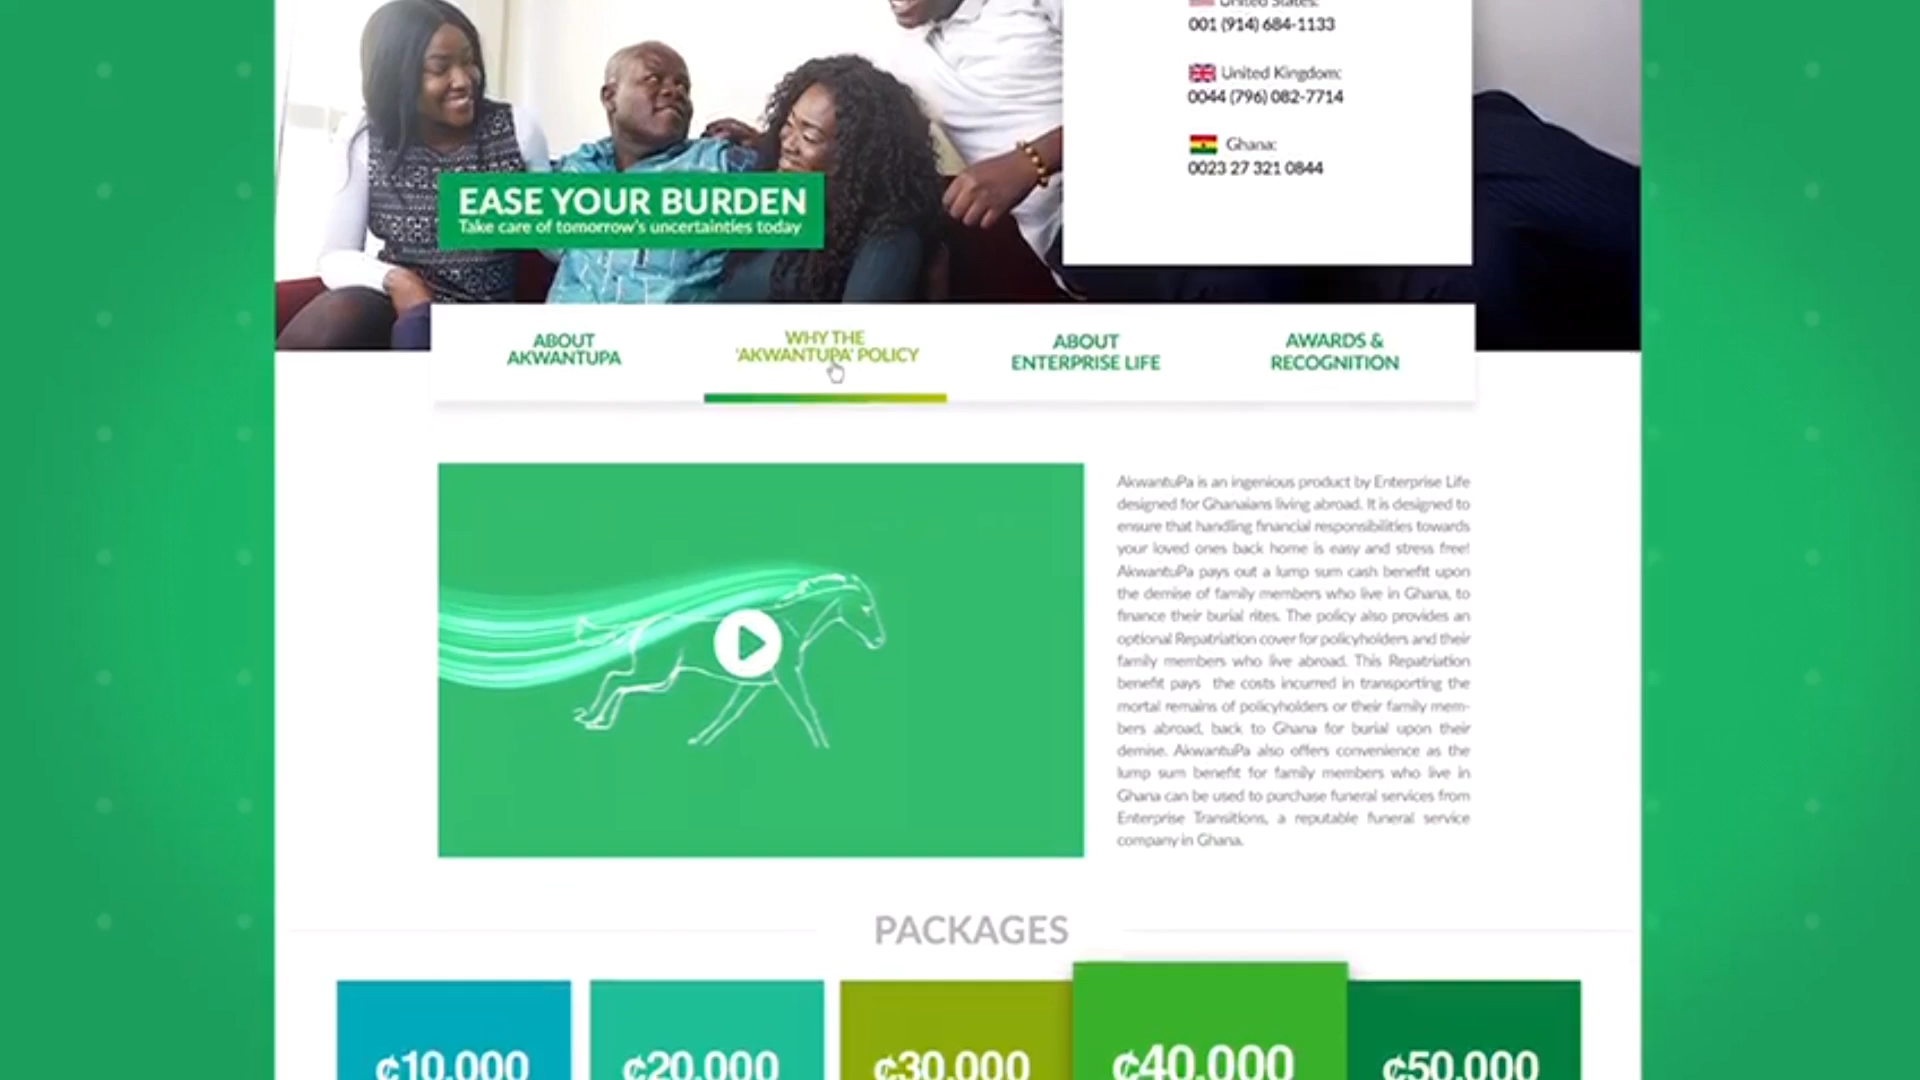 United States:
001 (914) 684-1133
United Kingdom:
0044 (796) 082-7714
Ghana:
0023 27 321 0844
EASE YOUR BURDEN
Take care of tomorrow's uncertainties today
ABOUT
AKWANTUPA
WHY THE
'AKWANTUPA' POLICY
ABOUT
ENTERPRISE LIFE
AWARDS &
RECOGNITION
AkwantuPa is an ingenious product by Enterprise Life
designed for Ghanaians living abroad. It is designed to
ensure that handling financial responsibilities towards
your loved ones back home is easy and stress free!
AkwantuPa pays out a lump sum cash benefit upon
the demise of family members who live in Ghana, to
finance their burial rites. The policy also provides an
optional Repatriation cover for policyholders and their
family members who live abroad. This Repatriation
benefit pays the costs incurred in transporting the
mortal remains of policyholders or their family mem-
bers abroad, back to Ghana for burial upon their
demise. AkwantuPa also offers convenience as the
lump sum benefit for family members who live in
Ghana can be used to purchase funeral services from
Enterprise Transitions, a reputable funeral service
company in Ghana.
PACKAGES
¢10,000
¢20,000
¢30,000
¢40,000
¢50,000